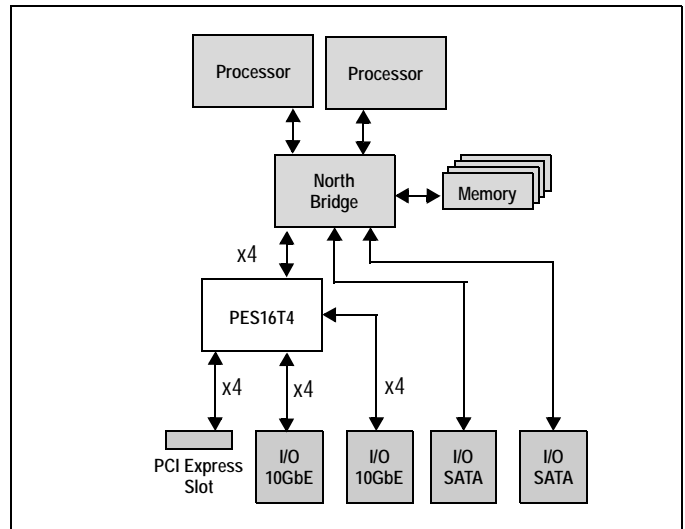 Processor
Processor
North
Bridge
Memory
x4
PES16T4
x4
x4
x4
PCI Express
Slot
I/O
10GbE
I/O
10GbE
I/O
SATA
I/O
SATA